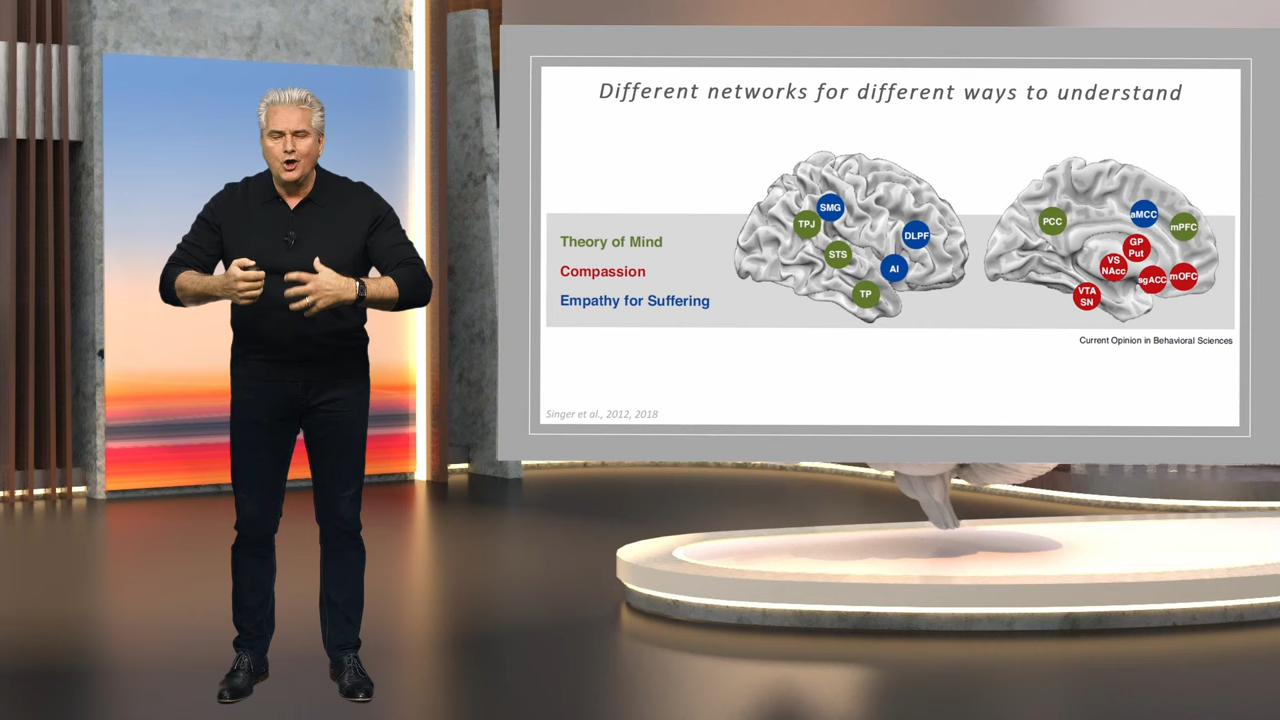 Different networks for different ways to understand
Theory of Mind
Compassion
Empathy for Suffering
SMG
TPJ
DLPF
STS
AI
TP
PCC
aMCC
mPFC
GP
Put
VS
NAcc
sgACC
mOFC
VTA
SN
Current Opinion in Behavioral Sciences
Singer et al., 2012, 2018